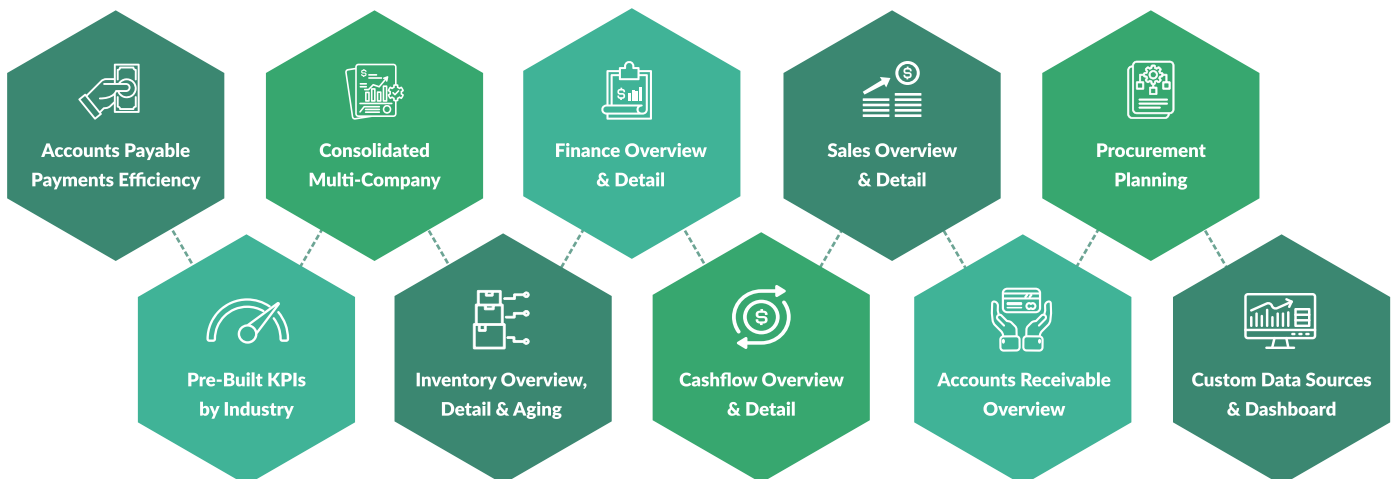 Accounts Payable
Payments Efficiency
Consolidated
Multi-Company
Finance Overview
& Detail
Sales Overview
& Detail
Procurement
Planning
Pre-Built KPIs
by Industry
Inventory Overview,
Detail & Aging
Cashflow Overview
& Detail
Accounts Receivable
Overview
Custom Data Sources
& Dashboard